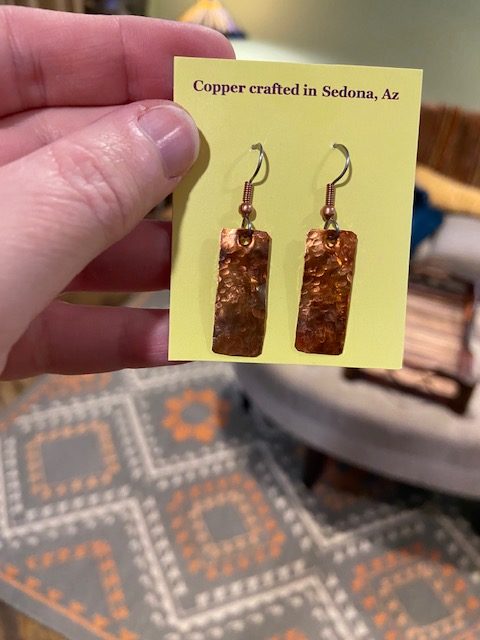 Copper crafted in Sedona, Az